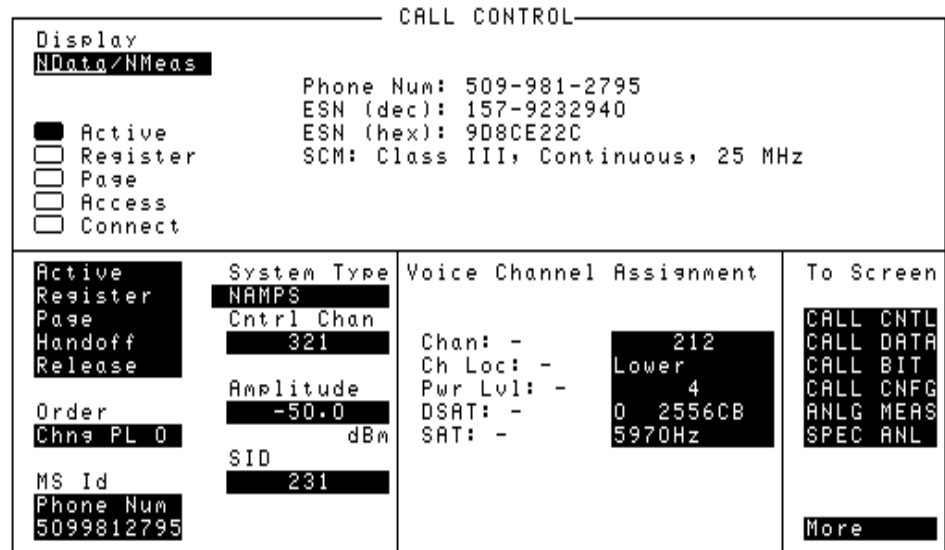 CALL CONTROL
Display
NData/NMeas
Phone Num: 509-981-2795
ESN (dec): 157-9232940
ESN (hex): 9D8CE22C
SCM: Class III, Continuous, 25 MHz
Active
Register
Page
Access
Connect
Active
Register
Page
Handoff
Release
Order
Chng PL 0
MS Id
Phone Num
5099812795
System Type
NAMPS
Cntrl Chan
321
Amplitude
-50.0
dBm
SID
231
Voice Channel Assignment
Chan: - 212
Ch Loc: - Lower
Pwr Lvl: - 4
DSAT: - 0 2556CB
SAT: - 5970Hz
To Screen
CALL CNTL
CALL DATA
CALL BIT
CALL CNFG
ANLG MEAS
SPEC ANL
More